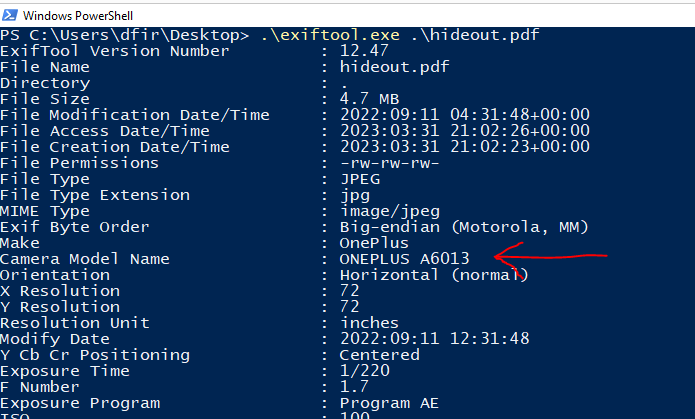 Windows PowerShell
PS C:\Users\dfir\Desktop> .\exiftool.exe .\hideout.pdf
ExifTool Version Number : 12.47
File Name : hideout.pdf
Directory : .
File Size : 4.7 MB
File Modification Date/Time : 2022:09:11 04:31:48+00:00
File Access Date/Time : 2023:03:31 21:02:26+00:00
File Creation Date/Time : 2023:03:31 21:02:23+00:00
File Permissions : -rw-rw-rw-
File Type : JPEG
File Type Extension : jpg
MIME Type : image/jpeg
Exif Byte Order : Big-endian (Motorola, MM)
Make : OnePlus
Camera Model Name : ONEPLUS A6013
Orientation : Horizontal (normal)
X Resolution : 72
Y Resolution : 72
Resolution Unit : inches
Modify Date : 2022:09:11 12:31:48
Y Cb Cr Positioning : Centered
Exposure Time : 1/220
F Number : 1.7
Exposure Program : Program AE
ISO : 100